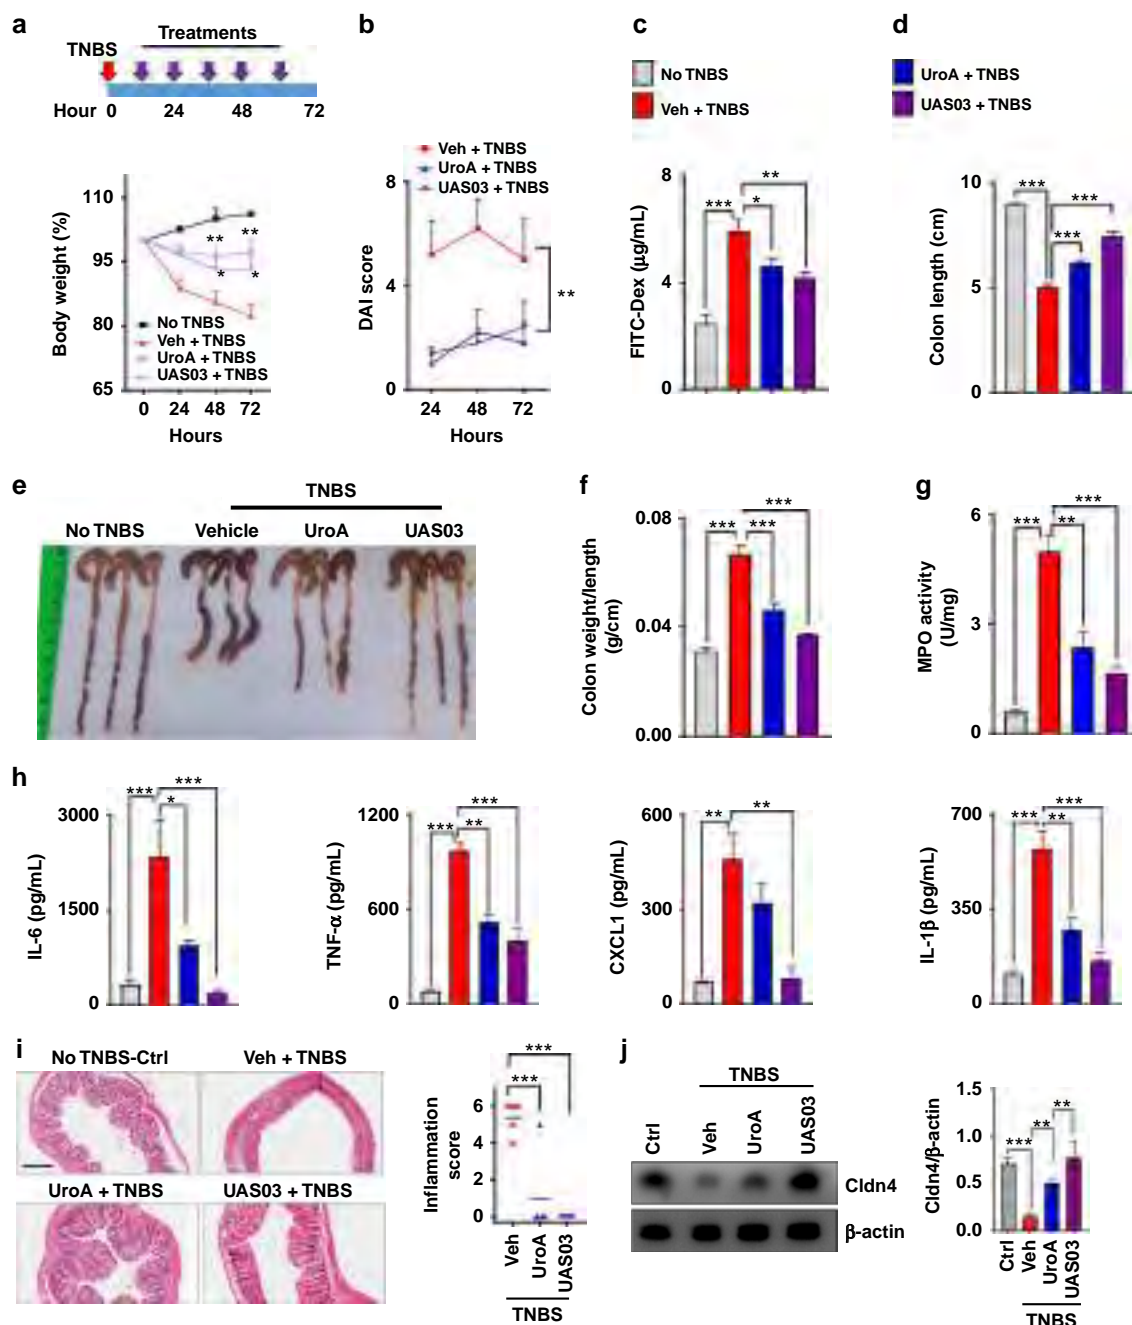 a
Treatments
TNBS
Hour 0 24 48 72
Body weight (%)
110
95
80
65
** **
* *
No TNBS
Veh + TNBS
UroA + TNBS
UAS03 + TNBS
0 24 48 72
Hours
b
Veh + TNBS
UroA + TNBS
UAS03 + TNBS
DAI score
8
4
0
**
24 48 72
Hours
c
No TNBS
Veh + TNBS
FITC-Dex (μg/mL)
8
4
0
**
*** *
d
UroA + TNBS
UAS03 + TNBS
Colon length (cm)
10
5
0
*** ***
***
e
TNBS
No TNBS Vehicle UroA UAS03
f
Colon weight/length
(g/cm)
0.08
0.04
0.00
***
*** ***
g
MPO activity
(U/mg)
6
3
0
***
*** **
h
IL-6 (pg/mL)
3000
1500
0
*** ***
*
TNF-α (pg/mL)
1200
600
0
***
*** **
CXCL1 (pg/mL)
600
300
0
** **
IL-1β (pg/mL)
700
350
0
***
*** **
i
No TNBS-Ctrl Veh + TNBS
UroA + TNBS UAS03 + TNBS
Inflammation
score
6
4
2
0
***
***
Veh UroA UAS03
TNBS
j
TNBS
Ctrl Veh UroA UAS03
Cldn4
β-actin
Cldn4/β-actin
1.5
1.0
0.5
0.0
*** ** **
Ctrl Veh UroA UAS03
TNBS